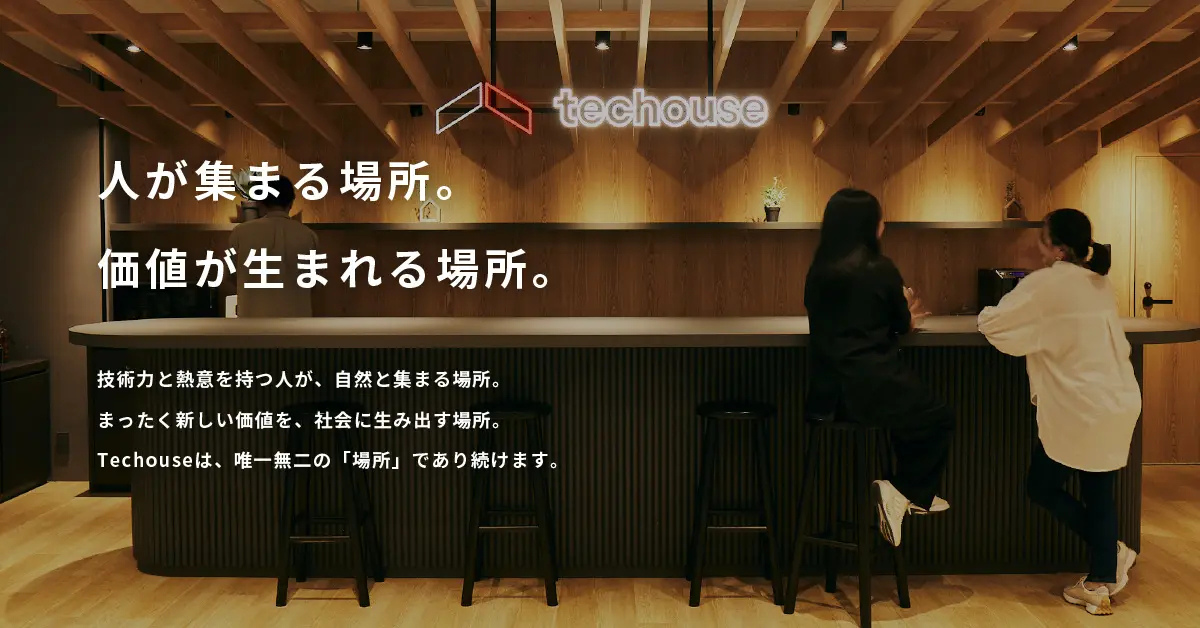 techouse
人が集まる場所。
価値が生まれる場所。
技術力と熱意を持つ人が、自然と集まる場所。
まったく新しい価値を、社会に生み出す場所。
Techouseは、唯一無二の「場所」であり続けます。